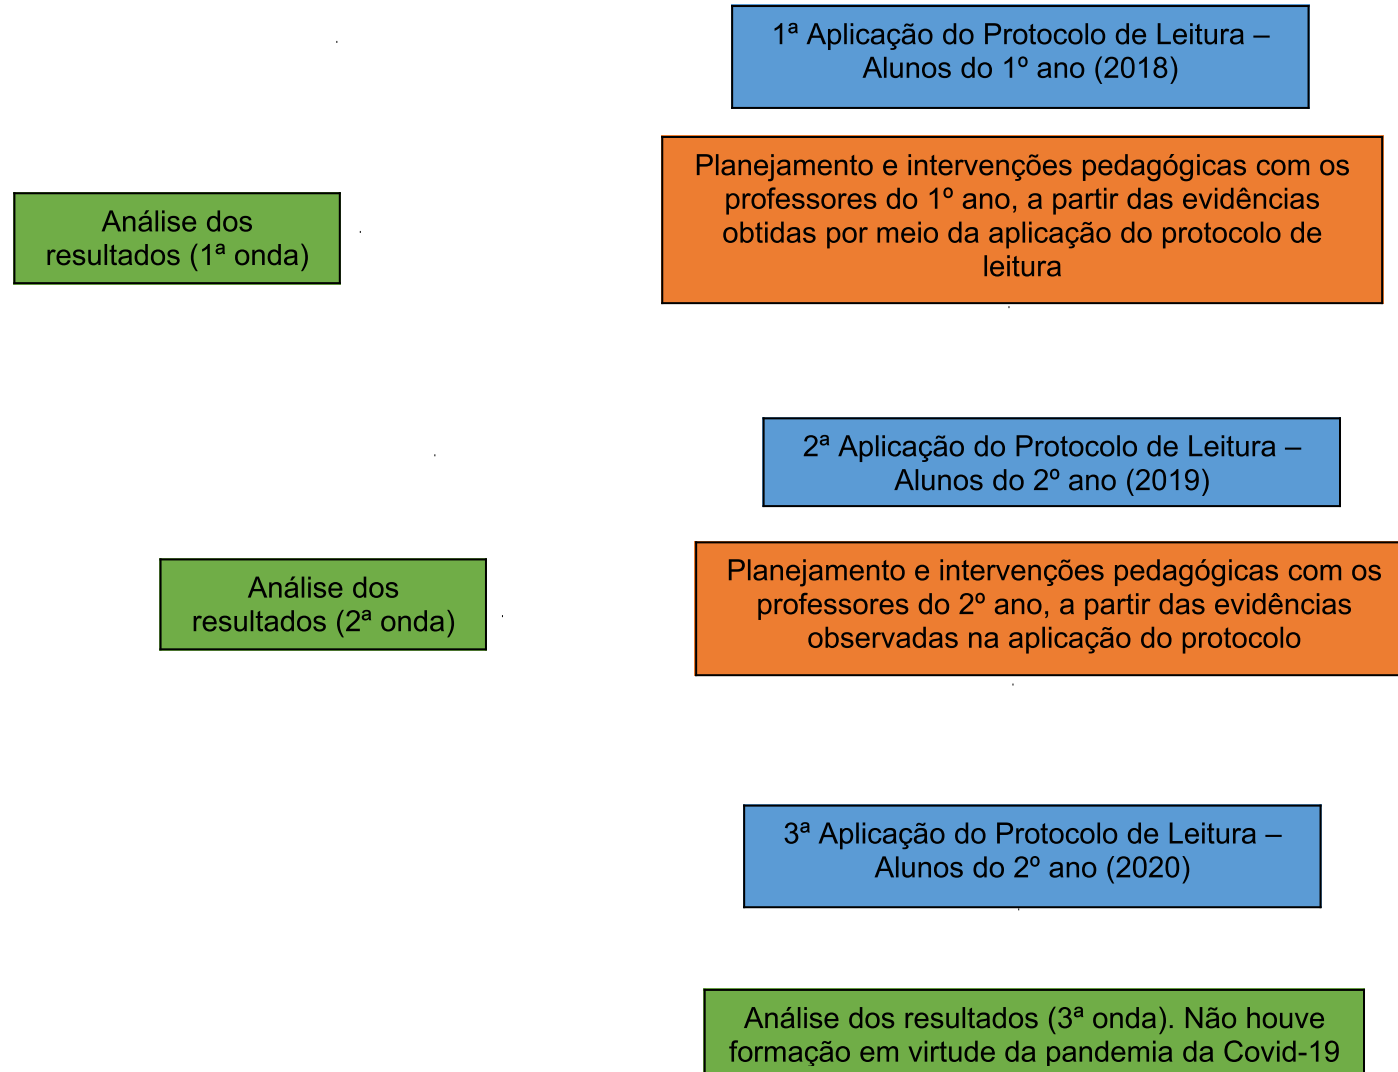 1ª Aplicação do Protocolo de Leitura –
Alunos do 1º ano (2018)
Planejamento e intervenções pedagógicas com os
professores do 1º ano, a partir das evidências
obtidas por meio da aplicação do protocolo de
leitura
Análise dos
resultados (1ª onda)
2ª Aplicação do Protocolo de Leitura –
Alunos do 2º ano (2019)
Planejamento e intervenções pedagógicas com os
professores do 2º ano, a partir das evidências
observadas na aplicação do protocolo
Análise dos
resultados (2ª onda)
3ª Aplicação do Protocolo de Leitura –
Alunos do 2º ano (2020)
Análise dos resultados (3ª onda). Não houve
formação em virtude da pandemia da Covid-19